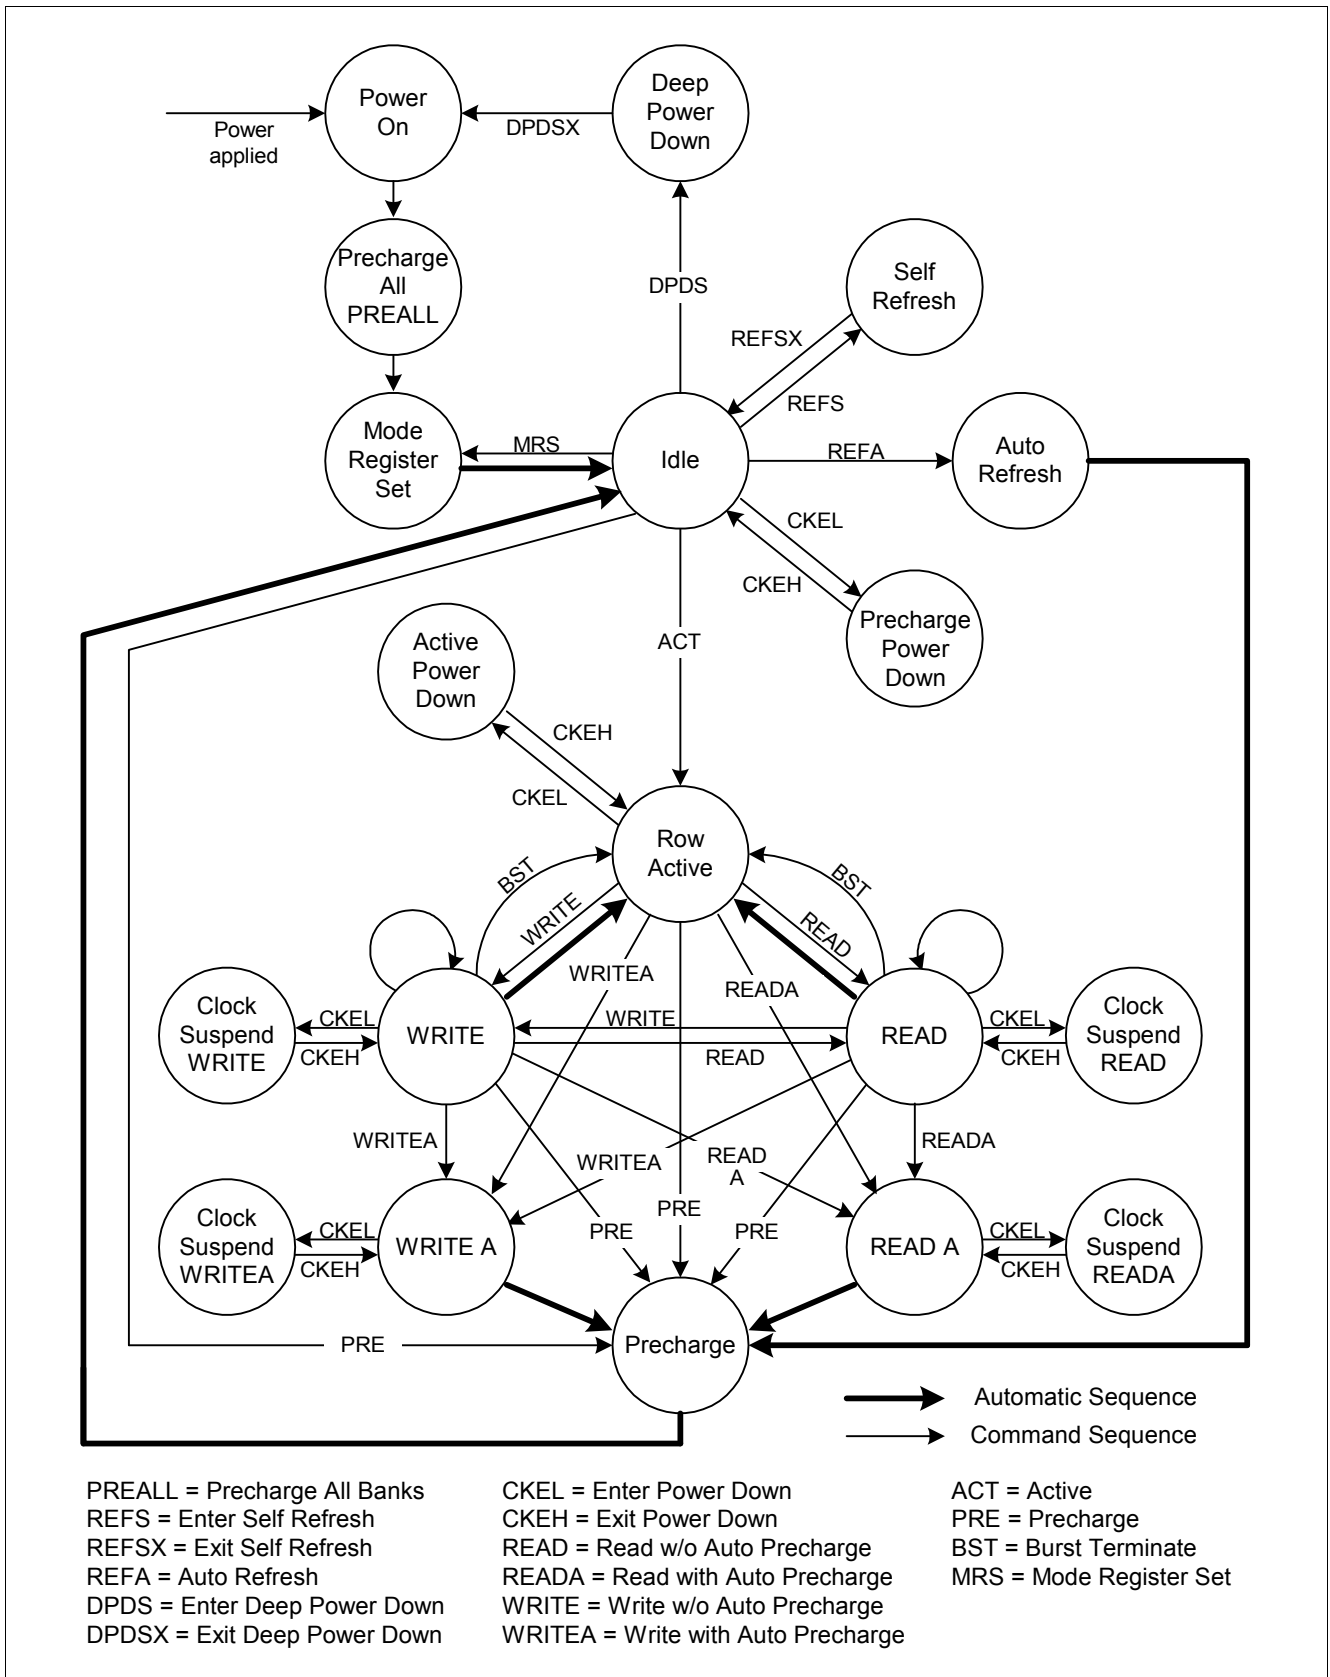 Power
On
Deep
Power
Down
Power
applied
DPDSX
Precharge
All
PREALL
DPDS
Self
Refresh
REFSX
REFS
Mode
Register
Set
MRS
Idle
REFA
Auto
Refresh
CKEL
CKEH
Precharge
Power
Down
ACT
Active
Power
Down
CKEH
CKEL
Row
Active
BST
WRITE
READ
BST
WRITEA
READA
Clock
Suspend
WRITE
CKEL
CKEH
WRITE
WRITE
READ
READ
CKEL
CKEH
Clock
Suspend
READ
WRITEA
WRITEA
READ
A
READA
PRE
PRE
PRE
Clock
Suspend
WRITEA
CKEL
CKEH
WRITE A
READ A
CKEL
CKEH
Clock
Suspend
READA
PRE
Precharge
Automatic Sequence
Command Sequence
PREALL = Precharge All Banks
REFS = Enter Self Refresh
REFSX = Exit Self Refresh
REFA = Auto Refresh
DPDS = Enter Deep Power Down
DPDSX = Exit Deep Power Down
CKEL = Enter Power Down
CKEH = Exit Power Down
READ = Read w/o Auto Precharge
READA = Read with Auto Precharge
WRITE = Write w/o Auto Precharge
WRITEA = Write with Auto Precharge
ACT = Active
PRE = Precharge
BST = Burst Terminate
MRS = Mode Register Set